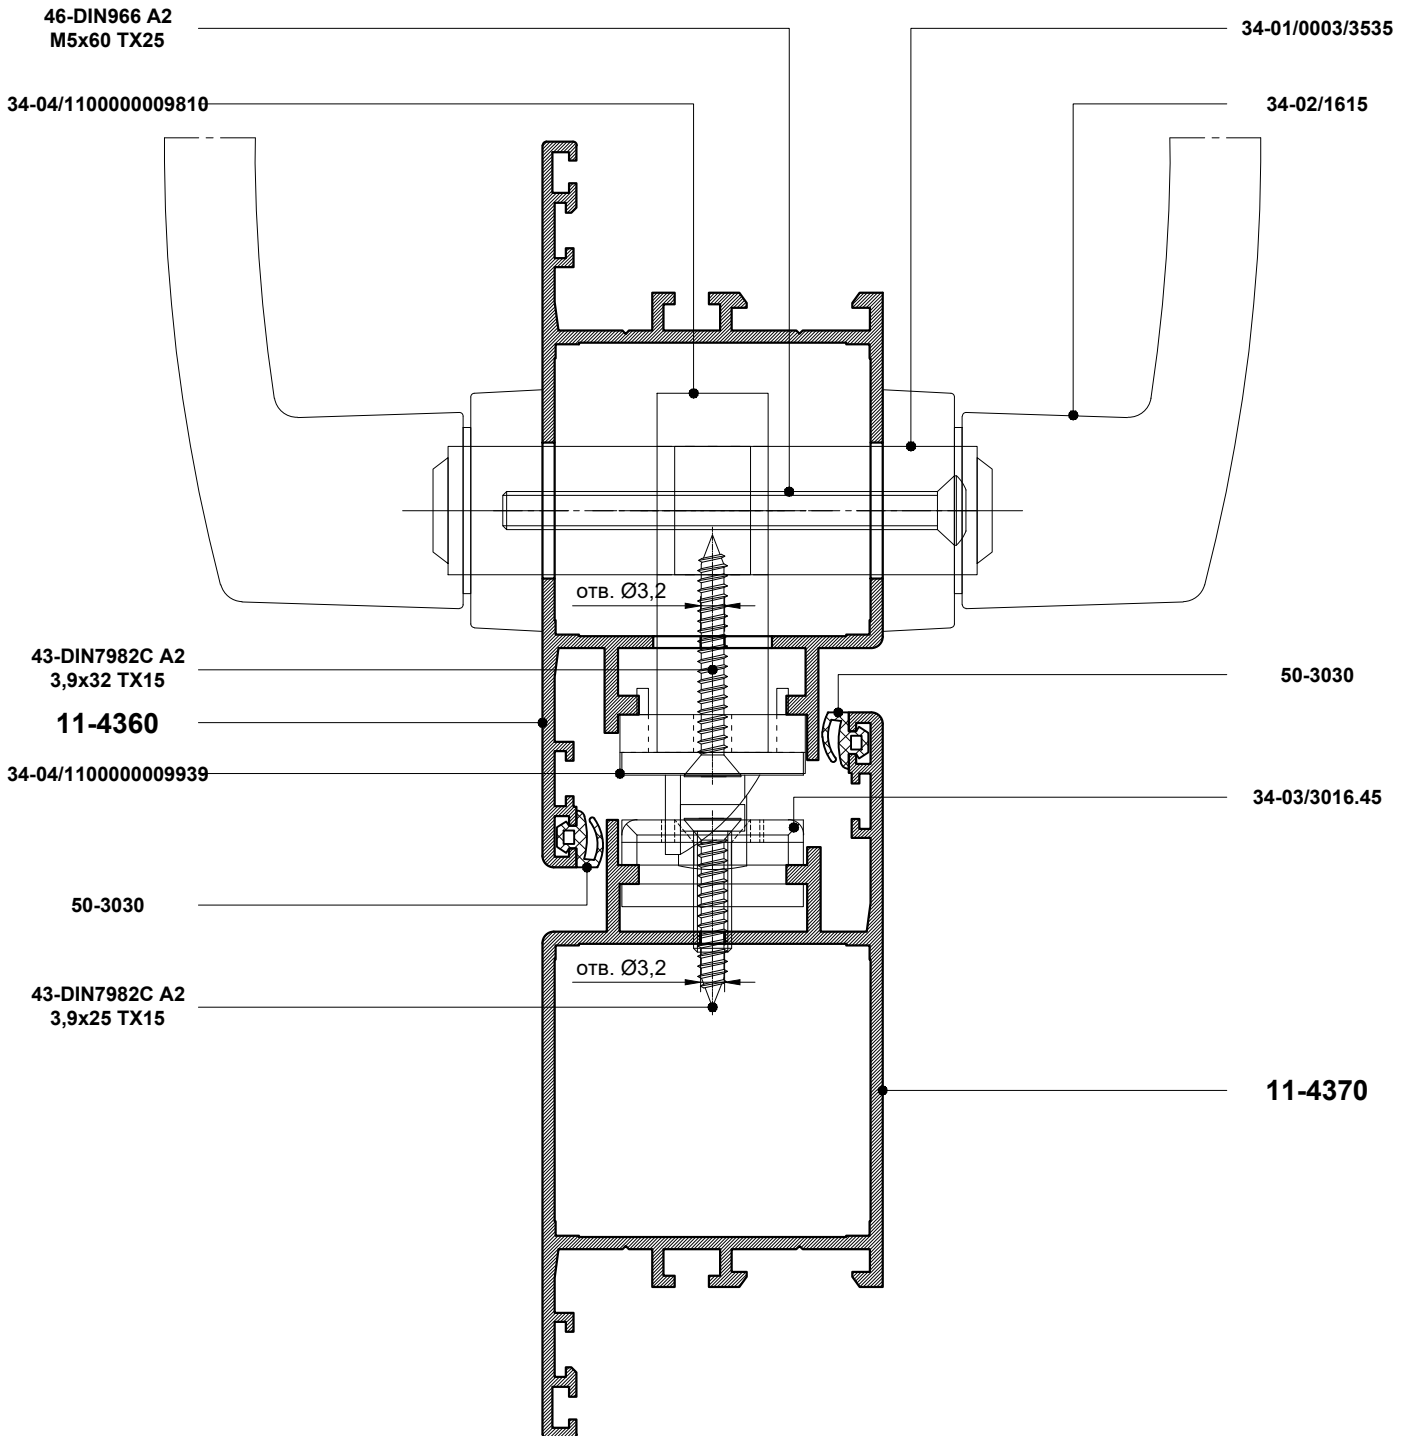 46-DIN966 A2
M5x60 TX25
34-01/0003/3535
34-04/1100000009810
34-02/1615
отв. Ø3,2
43-DIN7982C A2
3,9x32 TX15
50-3030
11-4360
34-04/1100000009939
34-03/3016.45
50-3030
отв. Ø3,2
43-DIN7982C A2
3,9x25 TX15
11-4370